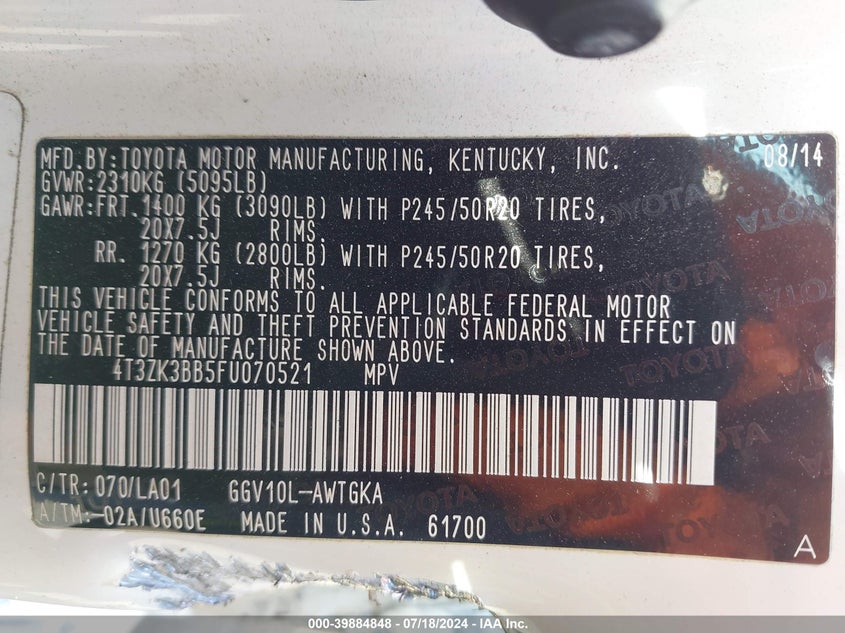 MFD.BY:TOYOTA MOTOR MANUFACTURING, KENTUCKY, INC. 08/14
GVWR:2310KG (5095LB)
GAWR:FRT.1400 KG (3090LB) WITH P245/50R20 TIRES,
20X7.5J RIMS.
RR. 1270 KG (2800LB) WITH P245/50R20 TIRES,
20X7.5J RIMS.
THIS VEHICLE CONFORMS TO ALL APPLICABLE FEDERAL MOTOR
VEHICLE SAFETY AND THEFT PREVENTION STANDARDS IN EFFECT ON
THE DATE OF MANUFACTURE SHOWN ABOVE.
4T3ZK3BB5FU070521 MPV
C/TR: 070/LA01 GGV10L-AWTGKA
A/TM:-02A/U660E MADE IN U.S.A. 61700
A
000-39884848 - 07/18/2024 - IAA Inc.